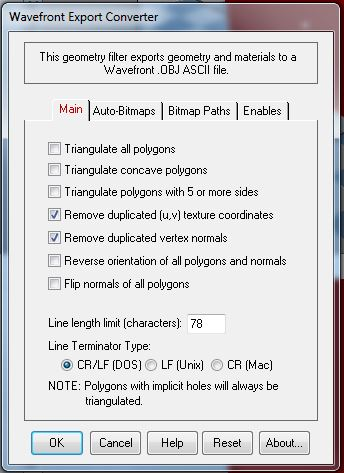 Wavefront Export Converter
This geometry filter exports geometry and materials to a
Wavefront .OBJ ASCII file.
Main Auto-Bitmaps Bitmap Paths Enables
Triangulate all polygons
Triangulate concave polygons
Triangulate polygons with 5 or more sides
Remove duplicated (u,v) texture coordinates
Remove duplicated vertex normals
Reverse orientation of all polygons and normals
Flip normals of all polygons
Line length limit (characters): 78
Line Terminator Type:
CR/LF (DOS) LF (Unix) CR (Mac)
NOTE: Polygons with implicit holes will always be
triangulated.
OK Cancel Help Reset About...